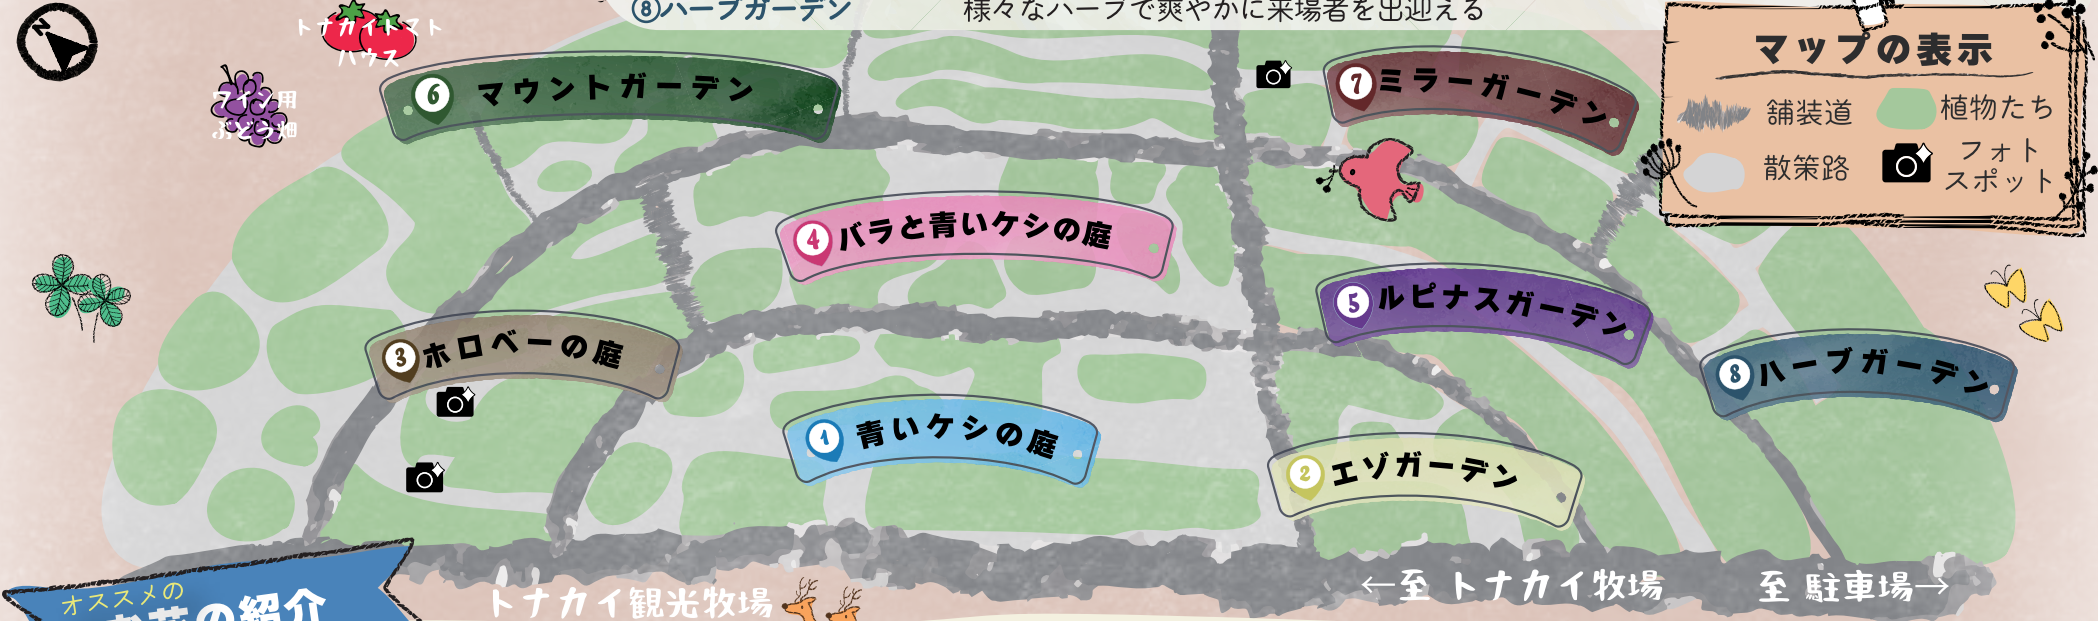 ⑧ハーブガーデン 様々なハーブで爽やかに来場者を出迎える
N
トナカイトマト
ハウス
ワイン用
ぶどう畑
6 マウントガーデン
7 ミラーガーデン
マップの表示
舗装道
植物たち
散策路
フォト
スポット
4 バラと青いケシの庭
5 ルピナスガーデン
3 ホロベーの庭
8 ハーブガーデン
1 青いケシの庭
2 エゾガーデン
オススメの
の紹介
トナカイ観光牧場
←至 トナカイ牧場
至 駐車場→